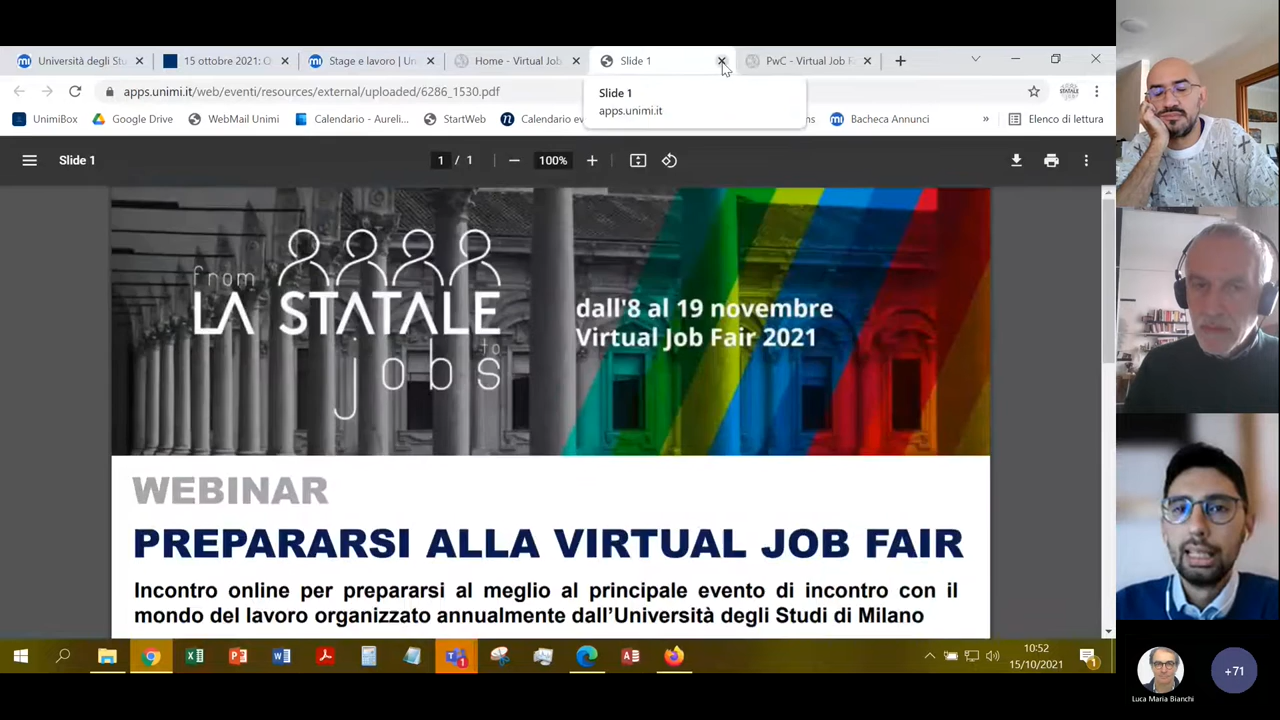 Università degli Stu
15 ottobre 2021: O
Stage e lavoro | Un
Home - Virtual Job
Slide 1
PwC - Virtual Job F
apps.unimi.it/web/eventi/resources/external/uploaded/6286_1530.pdf
Slide 1
apps.unimi.it
UnimiBox
Google Drive
WebMail Unimi
Calendario - Aureli...
StartWeb
Calendario ev
Bacheca Annunci
»
Elenco di lettura
Slide 1
1 / 1
100%
from
LA STATALE
to
jobs
dall'8 al 19 novembre
Virtual Job Fair 2021
WEBINAR
PREPARARSI ALLA VIRTUAL JOB FAIR
Incontro online per prepararsi al meglio al principale evento di incontro con il
mondo del lavoro organizzato annualmente dall'Università degli Studi di Milano
10:52
15/10/2021
Luca Maria Bianchi
+71